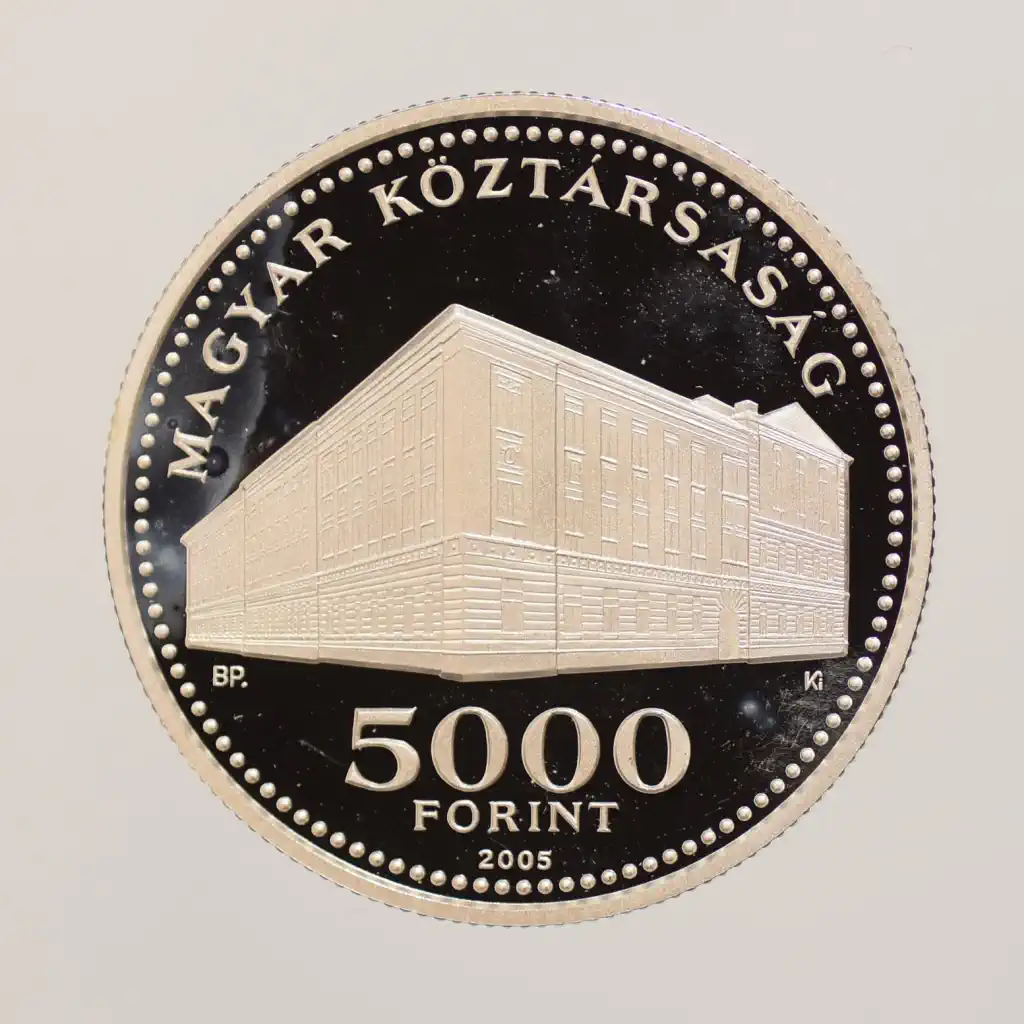 MAGYAR KÖZTÁRSASÁG
BP. Ki
5000
FORINT
2005